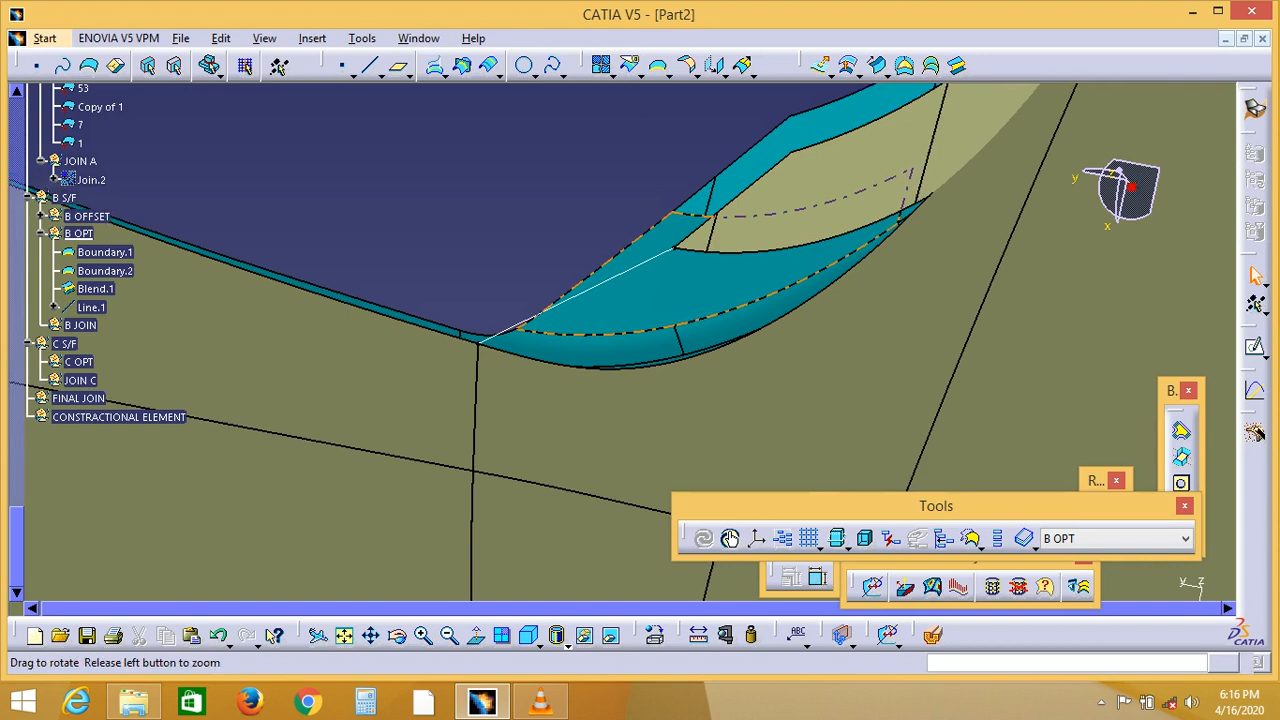 CATIA V5 - [Part2]
Start ENOVIA V5 VPM File Edit View Insert Tools Window Help
53
Copy of 1
7
1
JOIN A
Join.2
B S/F
B OFFSET
B OPT
Boundary.1
Boundary.2
Blend.1
Line.1
B JOIN
C S/F
C OPT
JOIN C
FINAL JOIN
CONSTRACTIONAL ELEMENT
y
x
B.
R...
Tools
B OPT
y z
ABC
CATIA
Drag to rotate Release left button to zoom
6:16 PM
4/16/2020